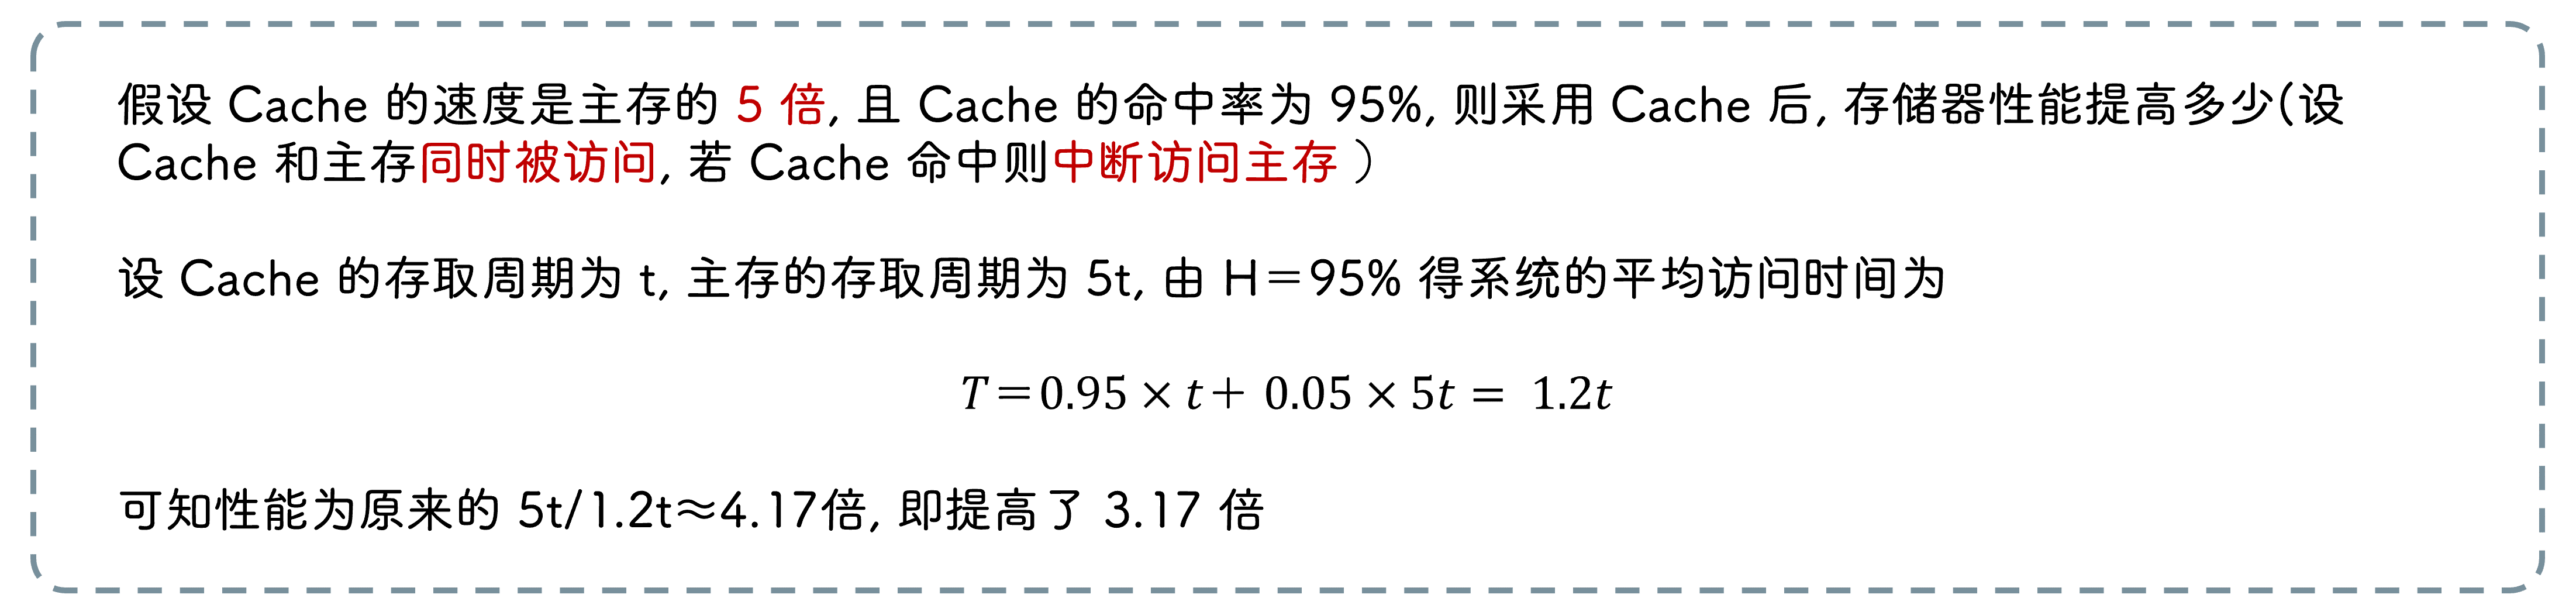 假设 Cache 的速度是主存的 5 倍, 且 Cache 的命中率为 95%, 则采用 Cache 后, 存储器性能提高多少(设
Cache 和主存同时被访问, 若 Cache 命中则中断访问主存 ）
设 Cache 的存取周期为 t, 主存的存取周期为 5t, 由 H＝95% 得系统的平均访问时间为
T＝0.95 × t＋ 0.05 × 5t = 1.2t
可知性能为原来的 5t/1.2t≈4.17倍, 即提高了 3.17 倍